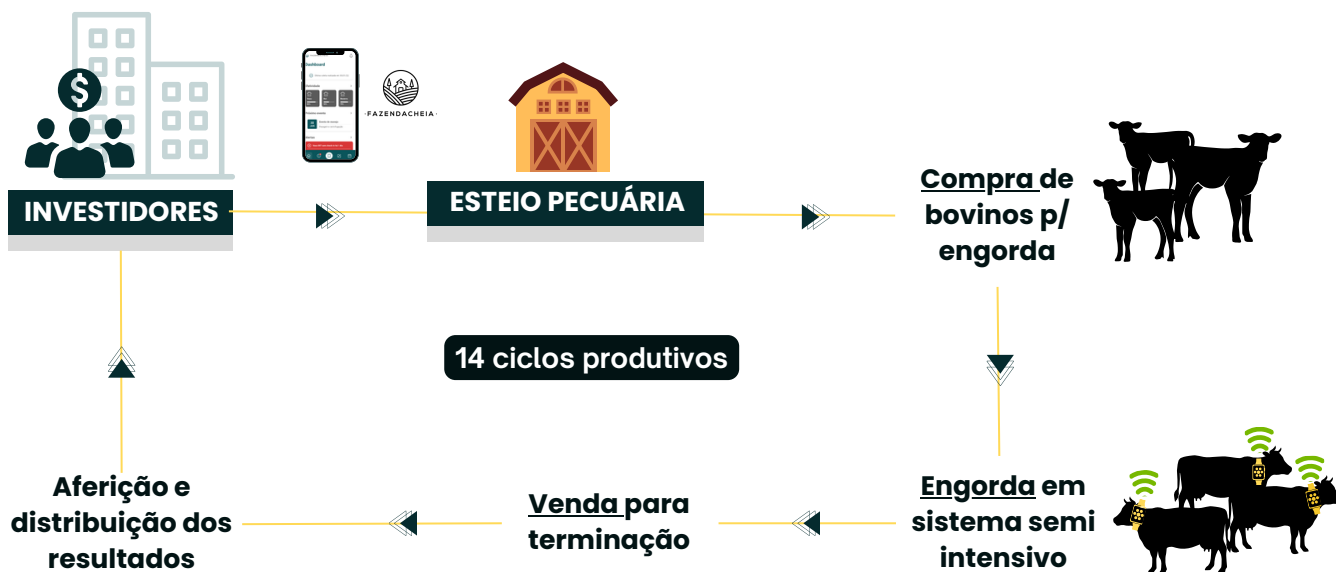 ·FAZENDACHEIA·
Dashboard
INVESTIDORES
ESTEIO PECUÁRIA
Compra de
bovinos p/
engorda
14 ciclos produtivos
Aferição e
distribuição dos
resultados
Venda para
terminação
Engorda em
sistema semi
intensivo